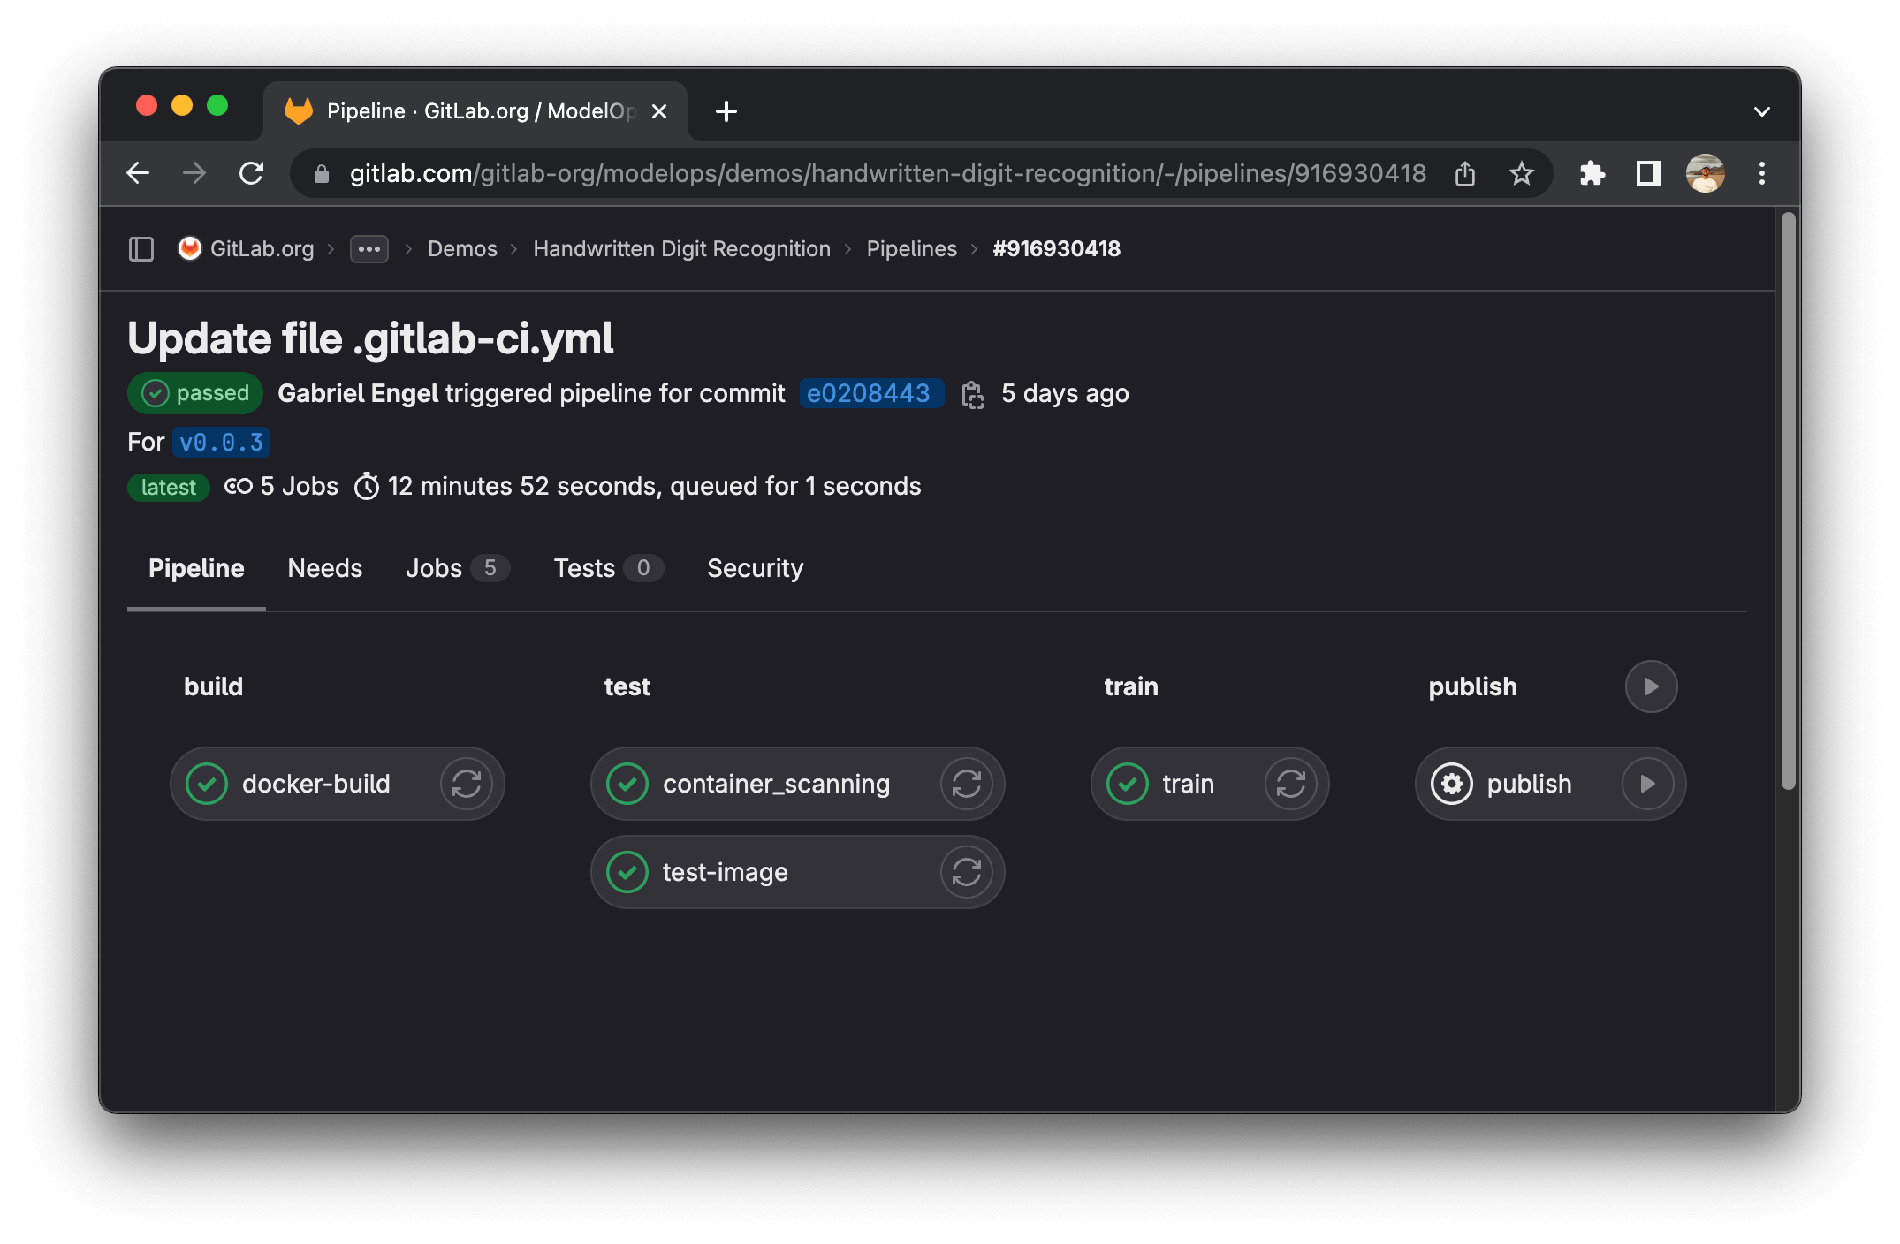 Pipeline · GitLab.org / ModelOp
gitlab.com/gitlab-org/modelops/demos/handwritten-digit-recognition/-/pipelines/916930418
GitLab.org › ··· › Demos › Handwritten Digit Recognition › Pipelines › #916930418
Update file .gitlab-ci.yml
passed Gabriel Engel triggered pipeline for commit e0208443 5 days ago
For v0.0.3
latest 5 Jobs 12 minutes 52 seconds, queued for 1 seconds
Pipeline Needs Jobs 5 Tests 0 Security
build test train publish
docker-build container_scanning train publish
test-image